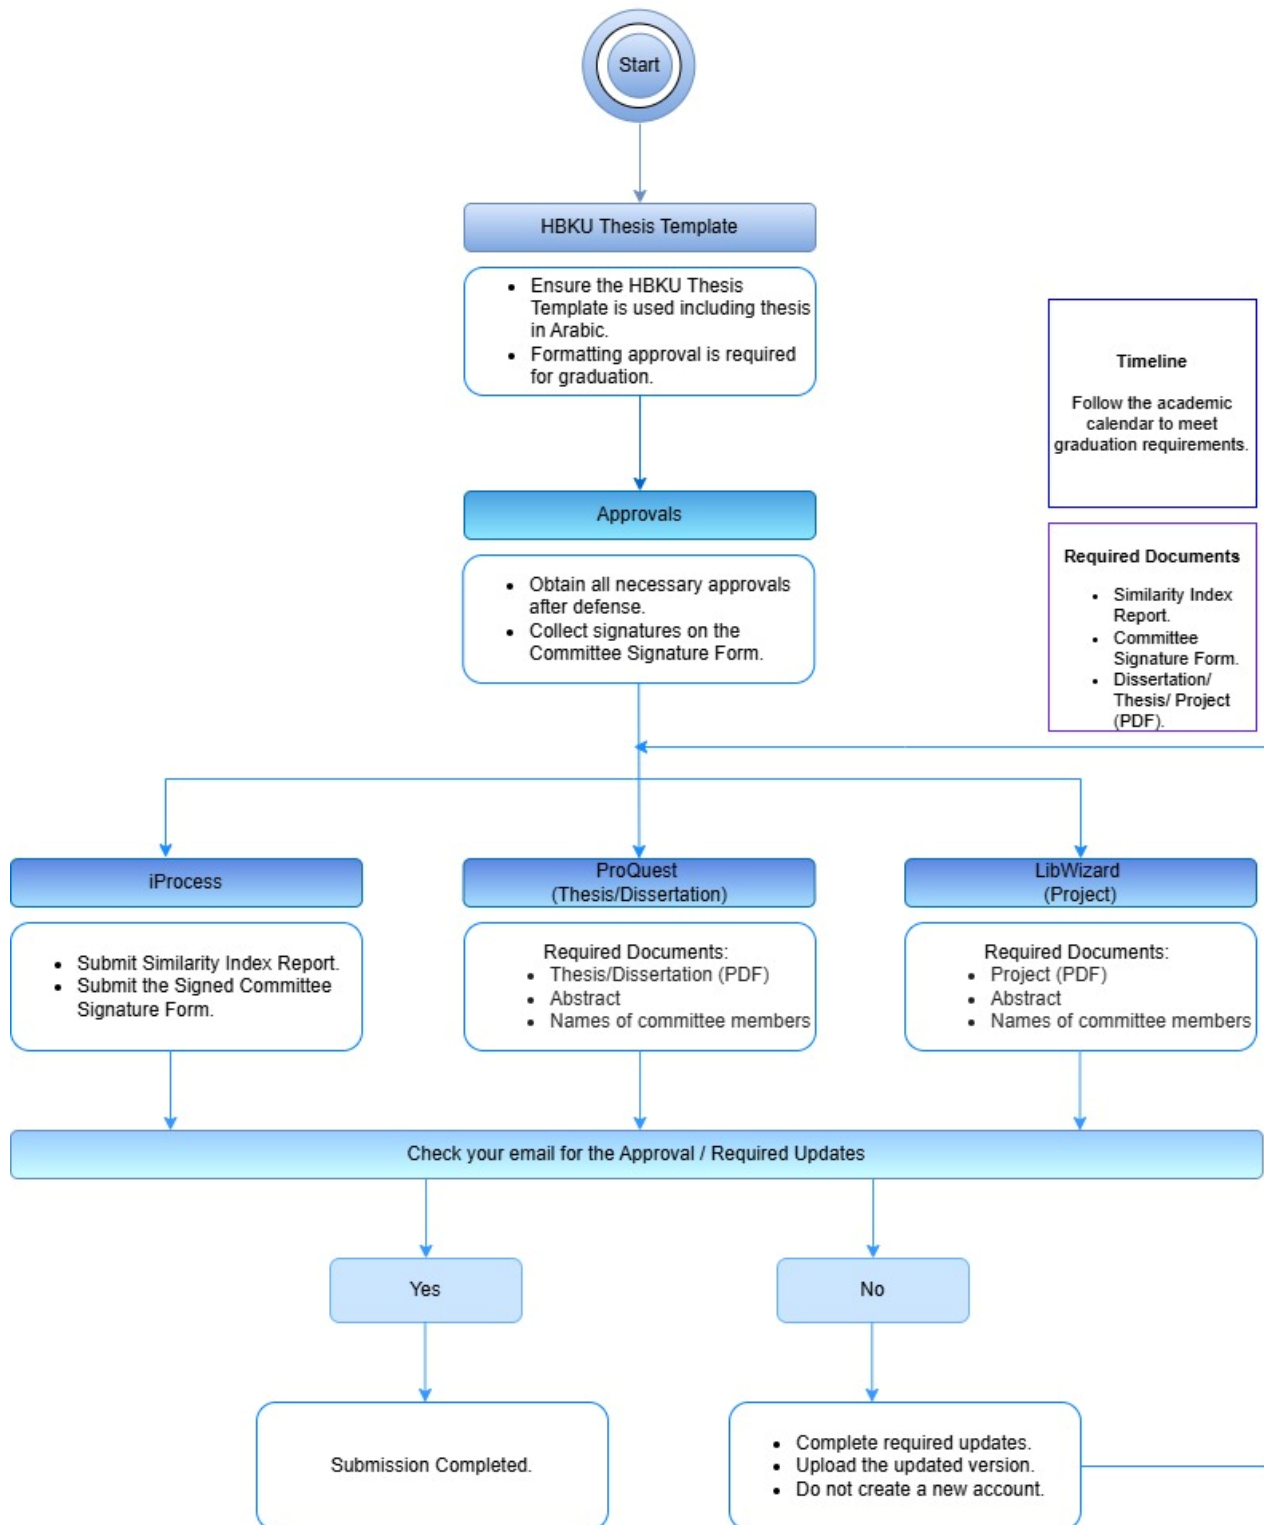 Start
HBKU Thesis Template
• Ensure the HBKU Thesis
Template is used including thesis
in Arabic.
• Formatting approval is required
for graduation.
Timeline
Follow the academic
calendar to meet
graduation requirements.
Approvals
• Obtain all necessary approvals
after defense.
• Collect signatures on the
Committee Signature Form.
Required Documents
• Similarity Index
Report.
• Committee
Signature Form.
• Dissertation/
Thesis/ Project
(PDF).
iProcess
• Submit Similarity Index Report.
• Submit the Signed Committee
Signature Form.
ProQuest
(Thesis/Dissertation)
Required Documents:
• Thesis/Dissertation (PDF)
• Abstract
• Names of committee members
LibWizard
(Project)
Required Documents:
• Project (PDF)
• Abstract
• Names of committee members
Check your email for the Approval / Required Updates
Yes
No
Submission Completed.
• Complete required updates.
• Upload the updated version.
• Do not create a new account.